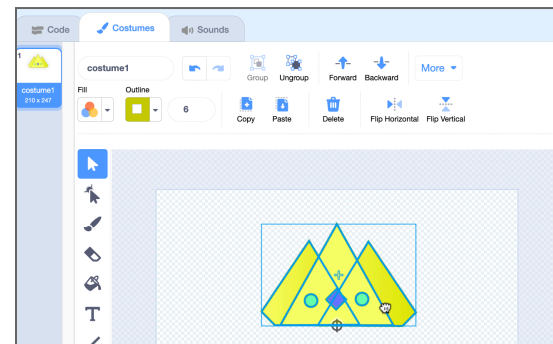 Code
Costumes
Sounds
1
costume1
210 x 247
costume1
Group
Ungroup
Forward
Backward
More
Fill
Outline
6
Copy
Paste
Delete
Flip Horizontal
Flip Vertical
T